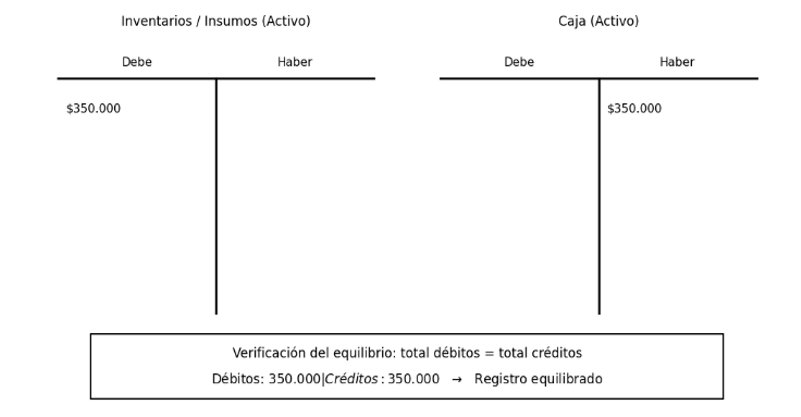 Inventarios / Insumos (Activo)
Debe Haber
$350.000
Caja (Activo)
Debe Haber
$350.000
Verificación del equilibrio: total débitos = total créditos
Débitos: 350.000|Créditos:350.000 → Registro equilibrado